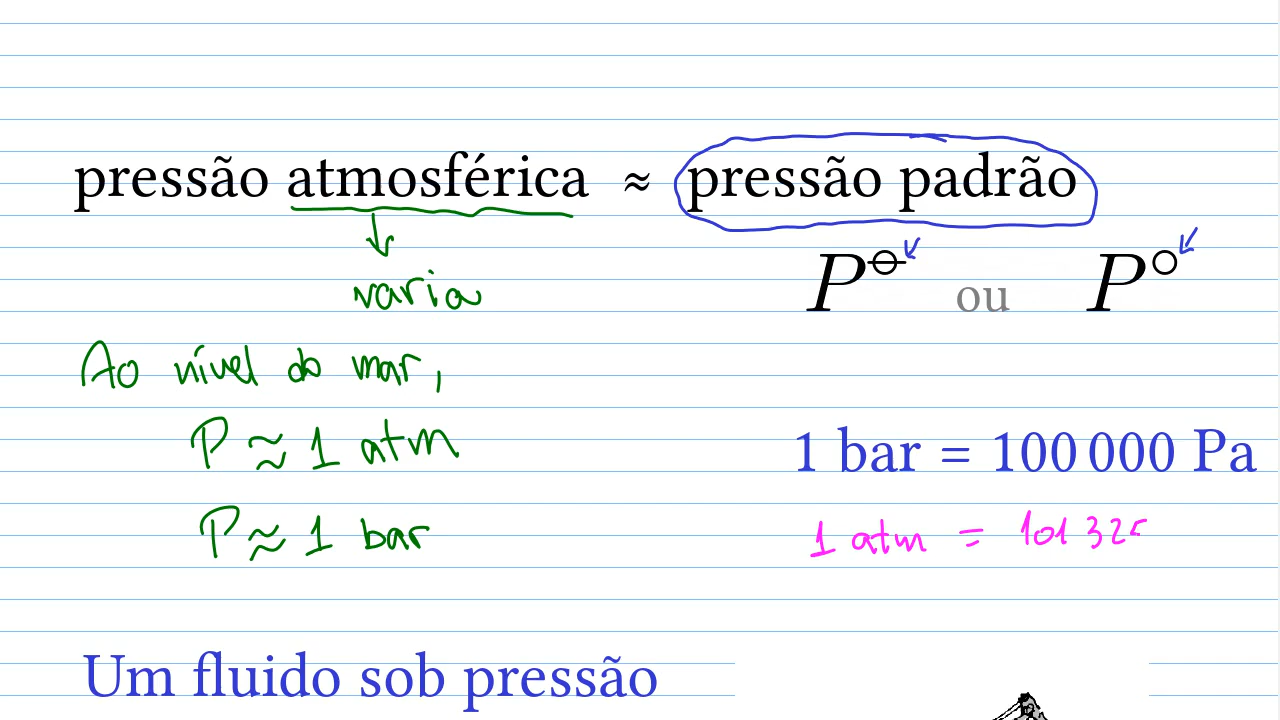 pressão atmosférica ≈ pressão padrão
P⦵ ou P○
varia
Ao nível do mar,
P ≈ 1 atm
1 bar = 100 000 Pa
P ≈ 1 bar
1 atm = 101 325
Um fluido sob pressão